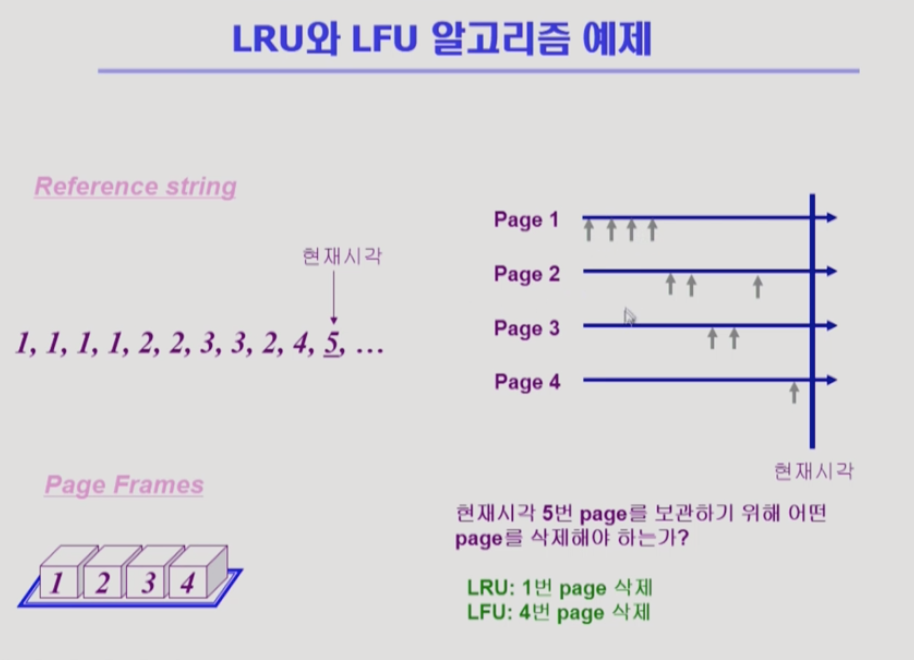 LRU와 LFU 알고리즘 예제
Reference string
현재시각
1, 1, 1, 1, 2, 2, 3, 3, 2, 4, 5, …
Page 1
Page 2
Page 3
Page 4
현재시각
Page Frames
1 2 3 4
현재시각 5번 page를 보관하기 위해 어떤
page를 삭제해야 하는가?
LRU: 1번 page 삭제
LFU: 4번 page 삭제